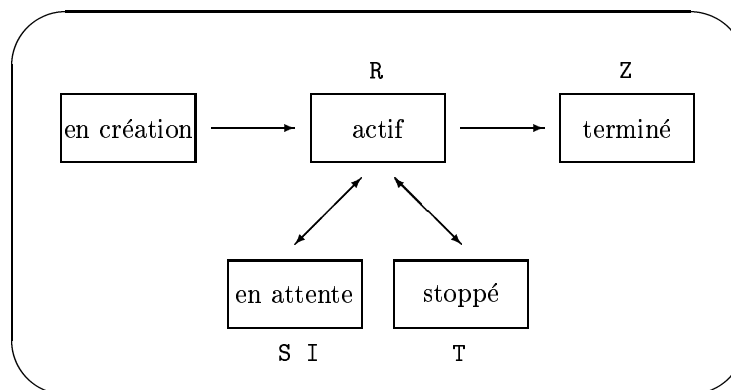 R Z
en création actif terminé
en attente stoppé
S I T